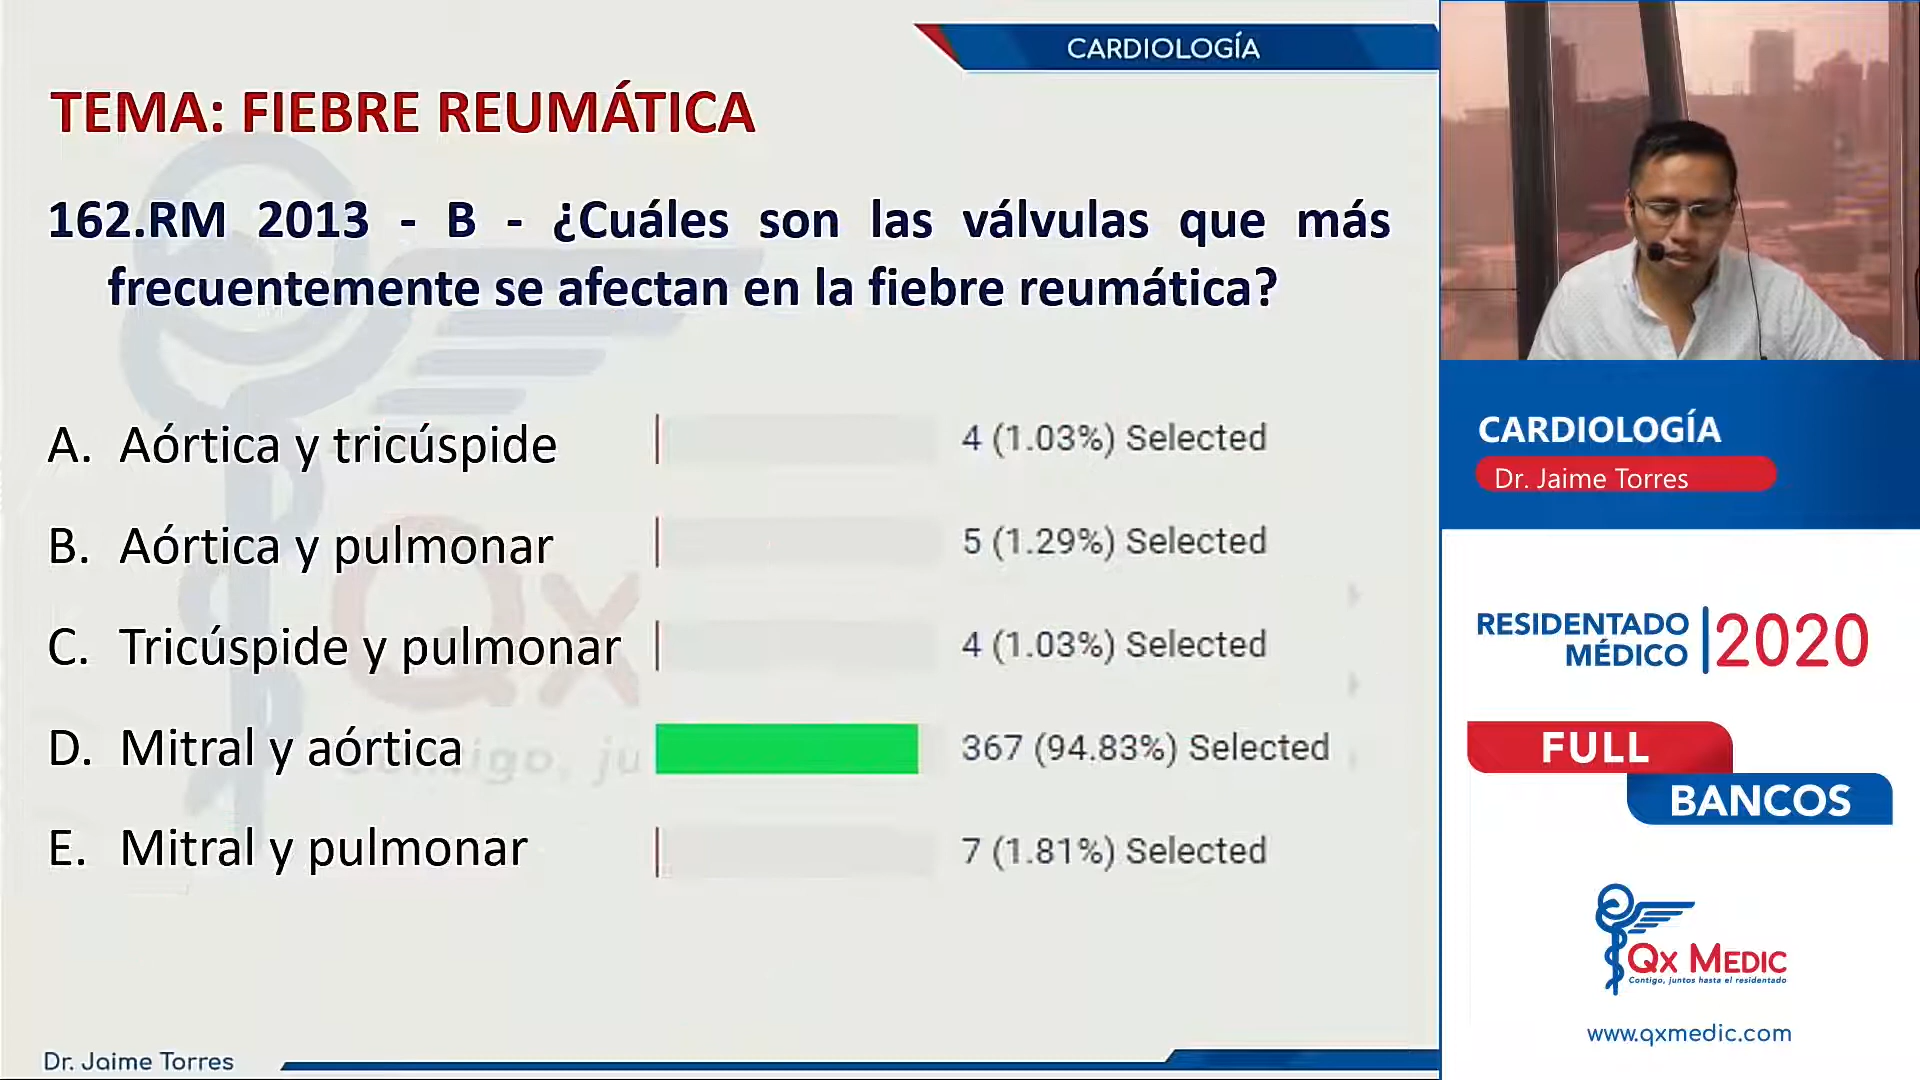 CARDIOLOGÍA
TEMA: FIEBRE REUMÁTICA
162.RM 2013 - B - ¿Cuáles son las válvulas que más
frecuentemente se afectan en la fiebre reumática?
A. Aórtica y tricúspide 4 (1.03%) Selected
B. Aórtica y pulmonar 5 (1.29%) Selected
C. Tricúspide y pulmonar 4 (1.03%) Selected
D. Mitral y aórtica 367 (94.83%) Selected
E. Mitral y pulmonar 7 (1.81%) Selected
Dr. Jaime Torres
CARDIOLOGÍA
Dr. Jaime Torres
RESIDENTADO
MÉDICO
2020
FULL
BANCOS
QX MEDIC
Contigo, juntos hasta el residentado
www.qxmedic.com
Qx
Contigo, ju